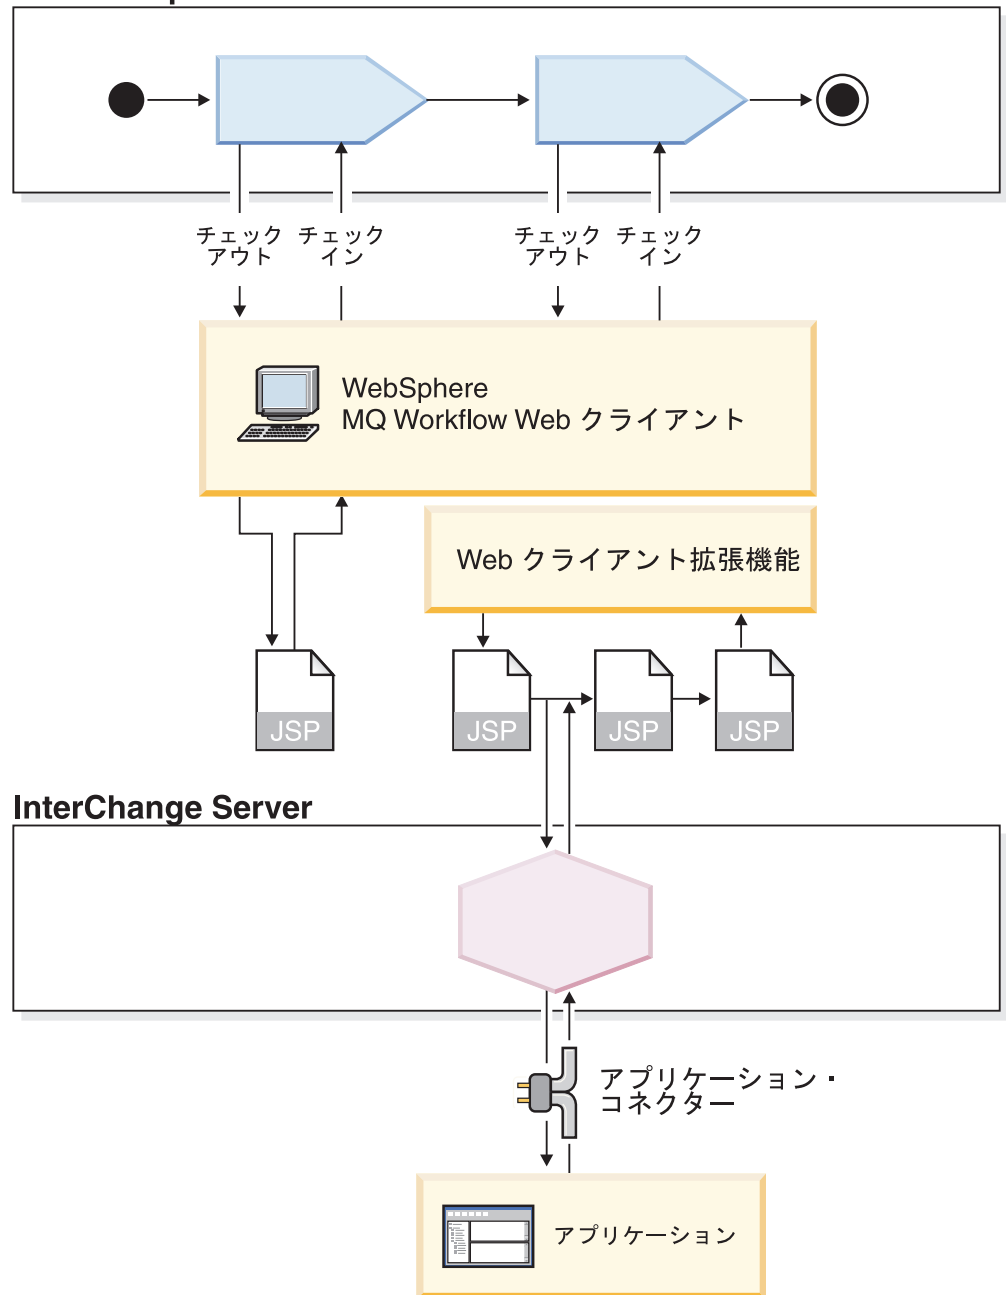 チェック
アウト
チェック
イン
チェック
アウト
チェック
イン
WebSphere
MQ Workflow Web クライアント
Web クライアント拡張機能
JSP
JSP
JSP
JSP
InterChange Server
アプリケーション・
コネクター
アプリケーション